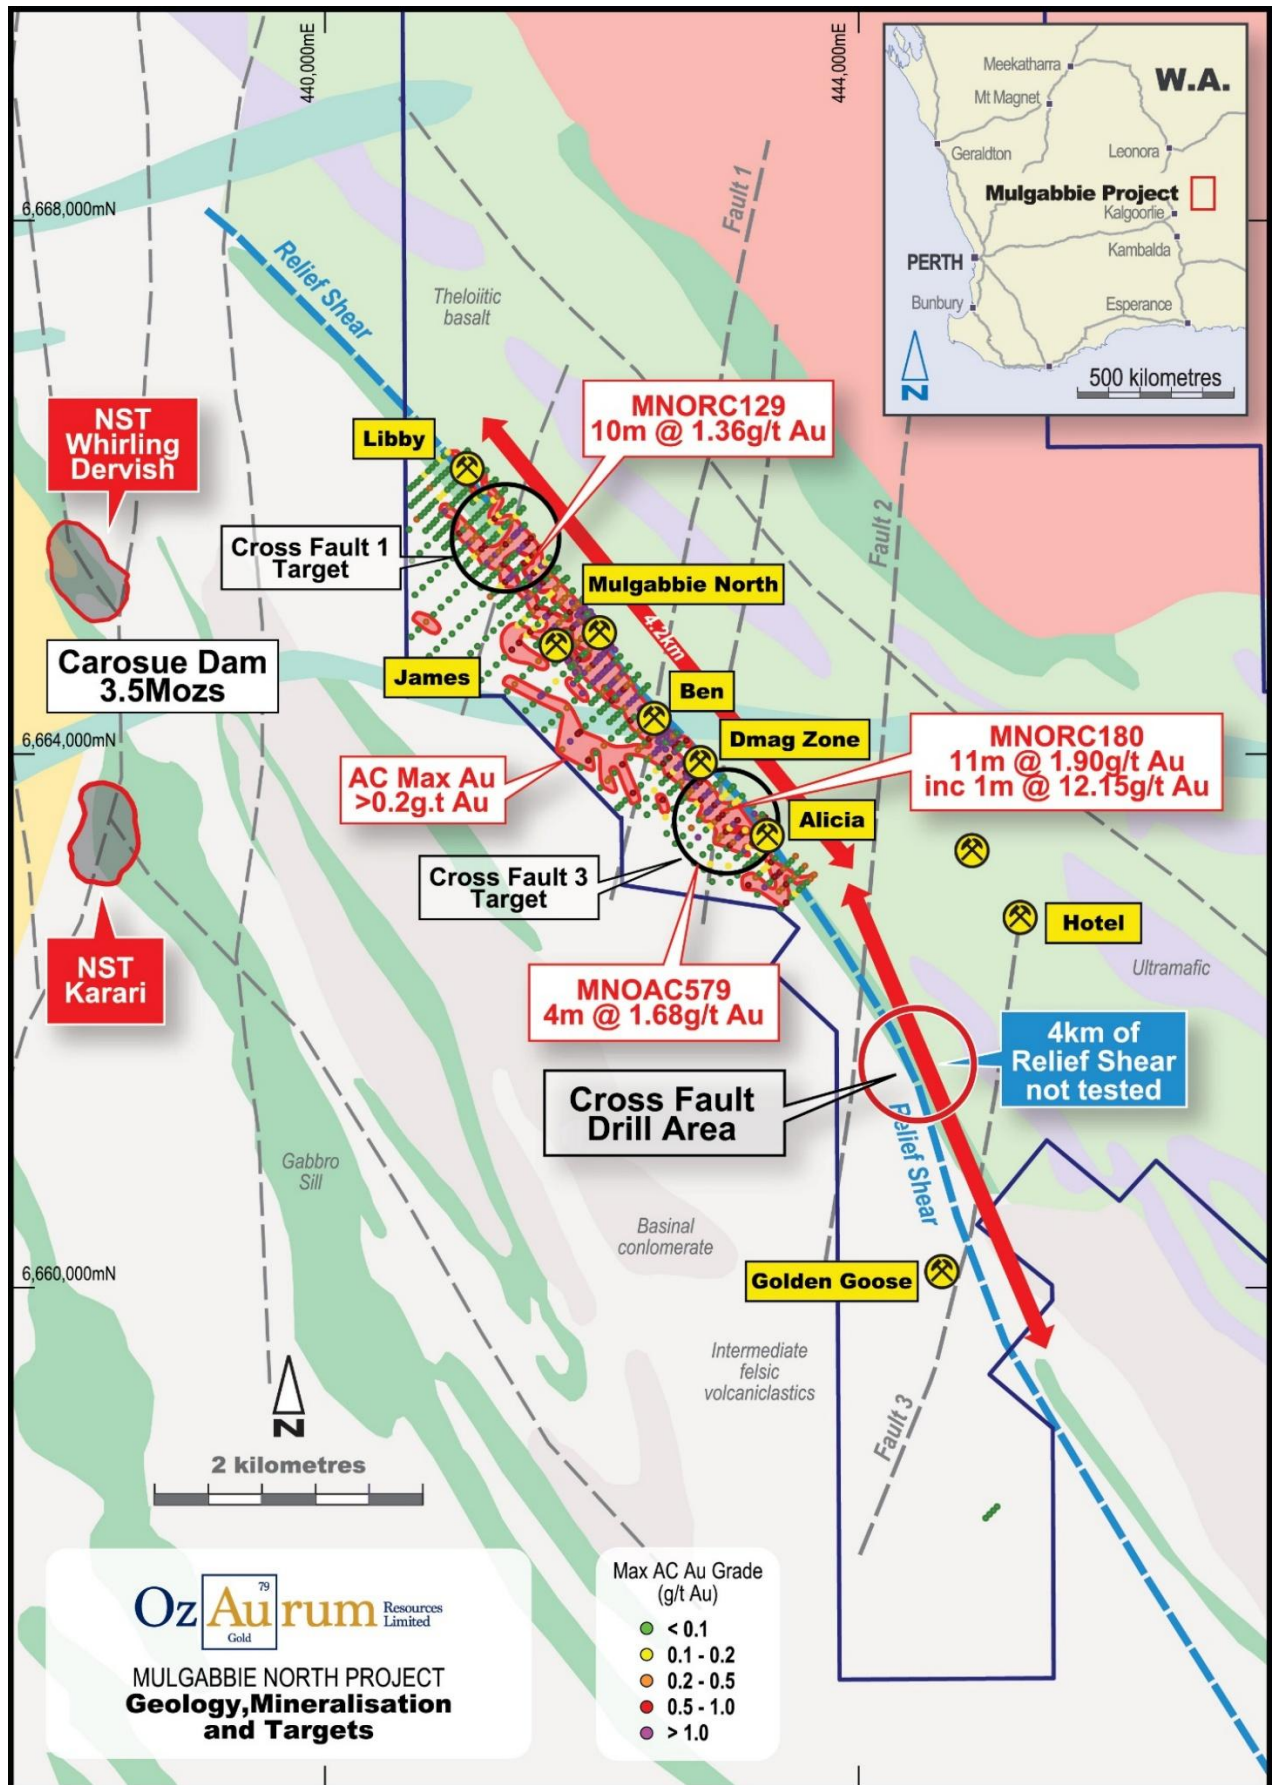 440,000mE
444,000mE
Meekatharra
W.A.
Mt Magnet
Geraldton
Leonora
Mulgabbie Project
Kalgoorlie
Kambalda
PERTH
Bunbury
Esperance
N
500 kilometres
6,668,000mN
Fault 1
Relief Shear
Theloiitic
basalt
NST
Whirling
Dervish
Libby
MNORC129
10m @ 1.36g/t Au
Fault 2
Cross Fault 1
Target
Mulgabbie North
4.2km
Carosue Dam
3.5Mozs
James
Ben
Dmag Zone
6,664,000mN
MNORC180
11m @ 1.90g/t Au
inc 1m @ 12.15g/t Au
AC Max Au
>0.2g.t Au
Alicia
Cross Fault 3
Target
Hotel
NST
Karari
Ultramafic
MNOAC579
4m @ 1.68g/t Au
4km of
Relief Shear
not tested
Cross Fault
Drill Area
Relief Shear
Gabbro
Sill
Basinal
conlomerate
6,660,000mN
Golden Goose
Intermediate
felsic
volcaniclastics
Fault 3
N
2 kilometres
Oz Au rum Resources Limited
79
Gold
MULGABBIE NORTH PROJECT
Geology,Mineralisation
and Targets
Max AC Au Grade
(g/t Au)
< 0.1
0.1 - 0.2
0.2 - 0.5
0.5 - 1.0
> 1.0